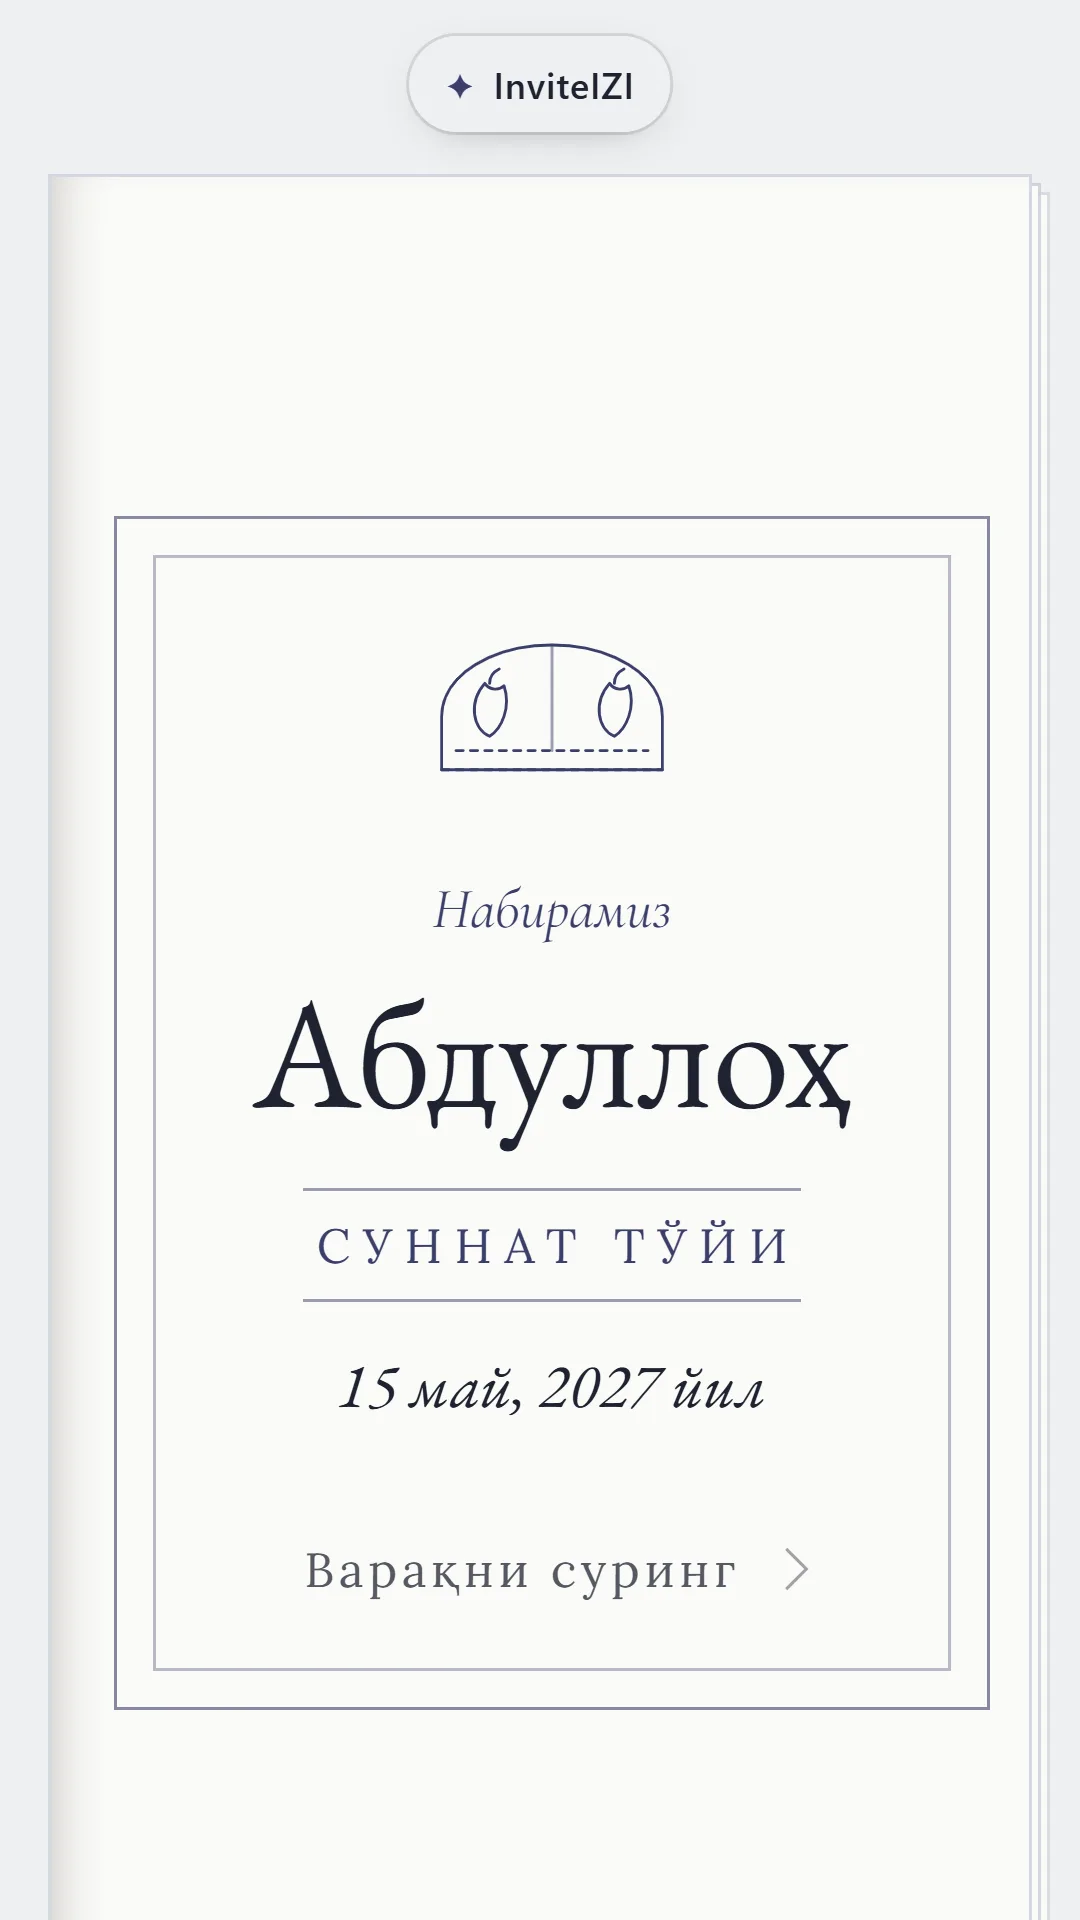 InviteIZI
Набирамиз
Абдуллоҳ
СУННАТ ТЎЙИ
15 май, 2027 йил
Варақни суринг